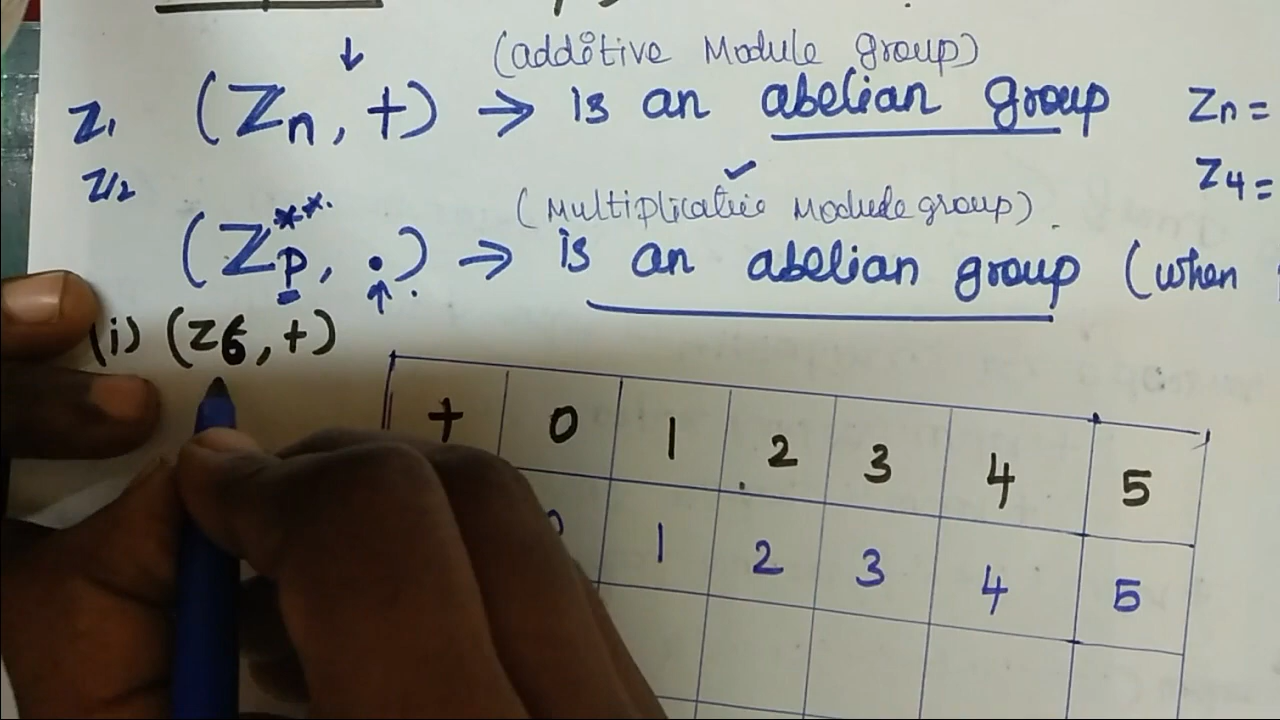 (additive Module group)
Z1 (Zn, +) → is an abelian group Zn =
Z2 Z4 =
(Multiplicative Module group)
(Zp**, •) → is an abelian group (when
(i) (Z6, +)
+ 0 1 2 3 4 5
0 1 2 3 4 5